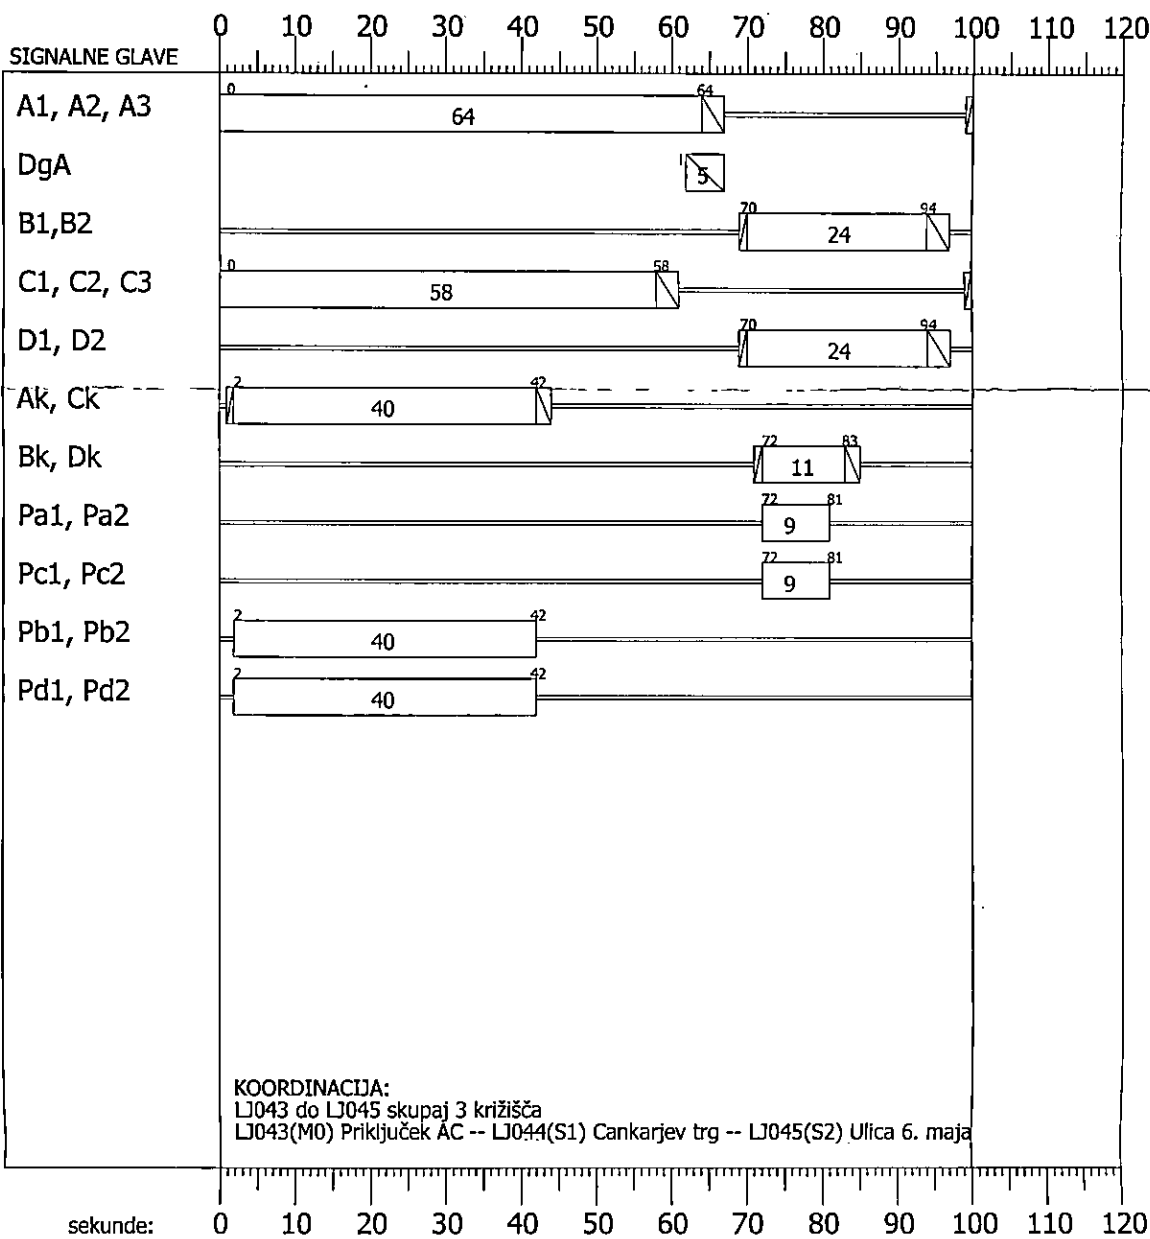 0 10 20 30 40 50 60 70 80 90 100 110 120
SIGNALNE GLAVE
A1, A2, A3 0 64 64
DgA 5
B1,B2 70 24 94
C1, C2, C3 0 58 58
D1, D2 70 24 94
Ak, Ck 2 40 42
Bk, Dk 72 11 83
Pa1, Pa2 72 9 81
Pc1, Pc2 72 9 81
Pb1, Pb2 2 40 42
Pd1, Pd2 2 40 42
KOORDINACIJA:
LJ043 do LJ045 skupaj 3 križišča
LJ043(M0) Priključek AC -- LJ044(S1) Cankarjev trg -- LJ045(S2) Ulica 6. maja
sekunde: 0 10 20 30 40 50 60 70 80 90 100 110 120